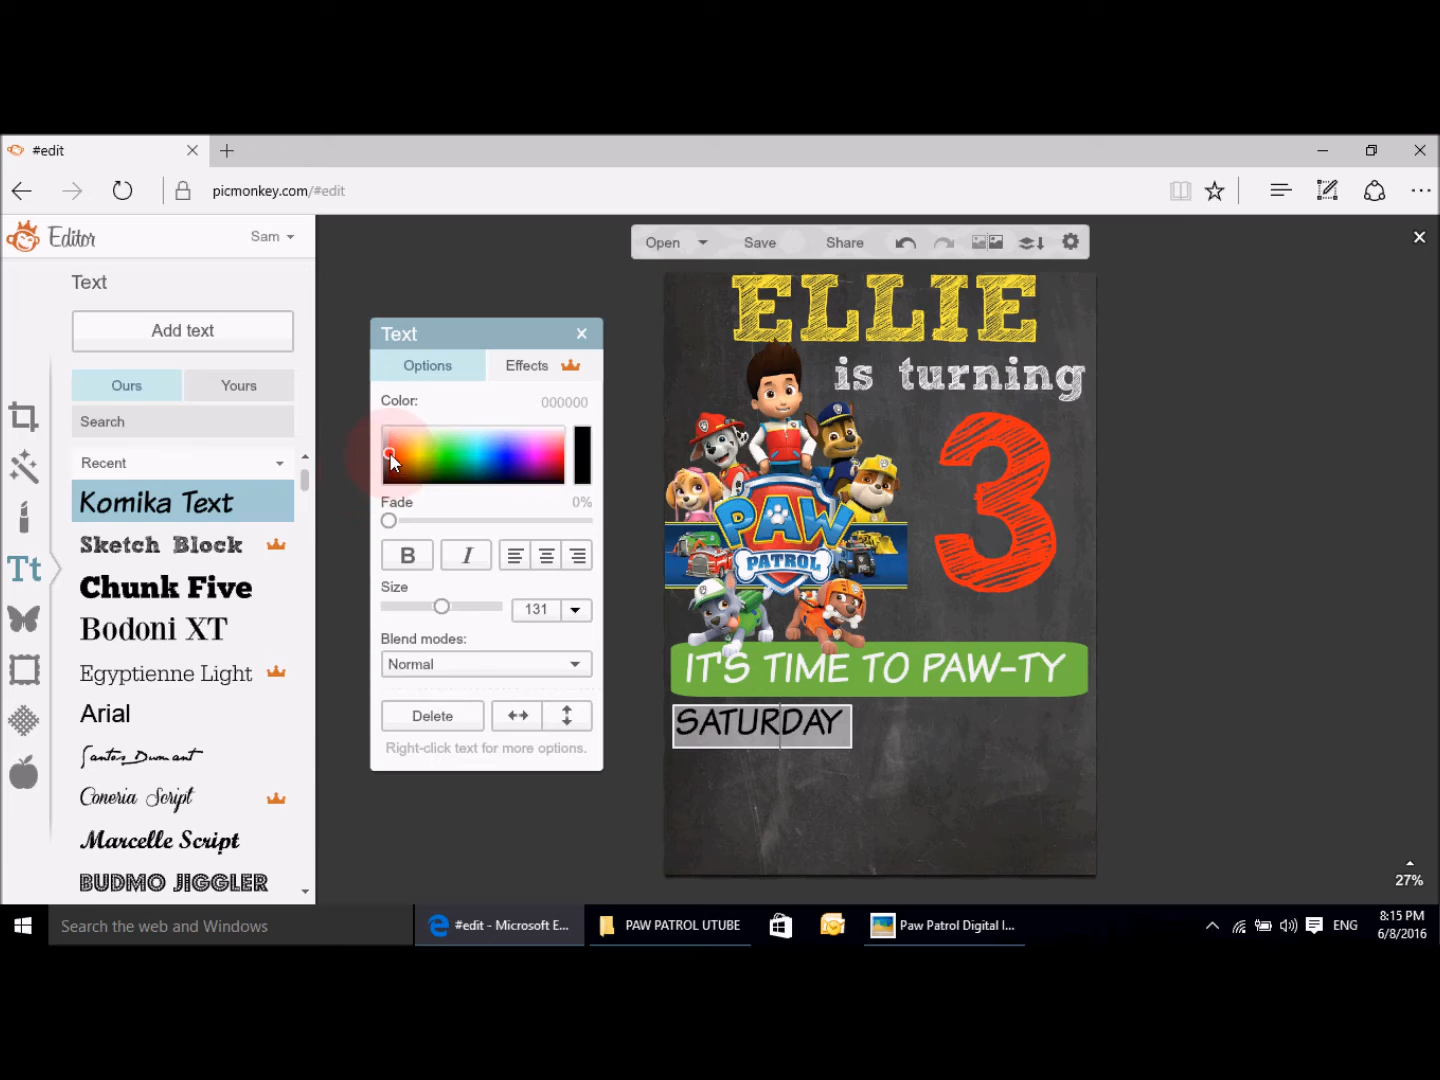 #edit
picmonkey.com/#edit
Editor
Sam
Open
Save
Share
Text
Add text
Ours
Yours
Search
Recent
Komika Text
Sketch Block
Chunk Five
Bodoni XT
Egyptienne Light
Arial
Santos Dumont
Coneria Script
Marcelle Script
BUDMO JIGGLER
Tt
Text
Options
Effects
Color:
000000
Fade
0%
B
I
Size
131
Blend modes:
Normal
Delete
Right-click text for more options.
ELLIE
is turning
3
PAW
PATROL
IT'S TIME TO PAW-TY
SATURDAY
27%
Search the web and Windows
#edit - Microsoft E...
PAW PATROL UTUBE
Paw Patrol Digital I...
ENG
8:15 PM
6/8/2016